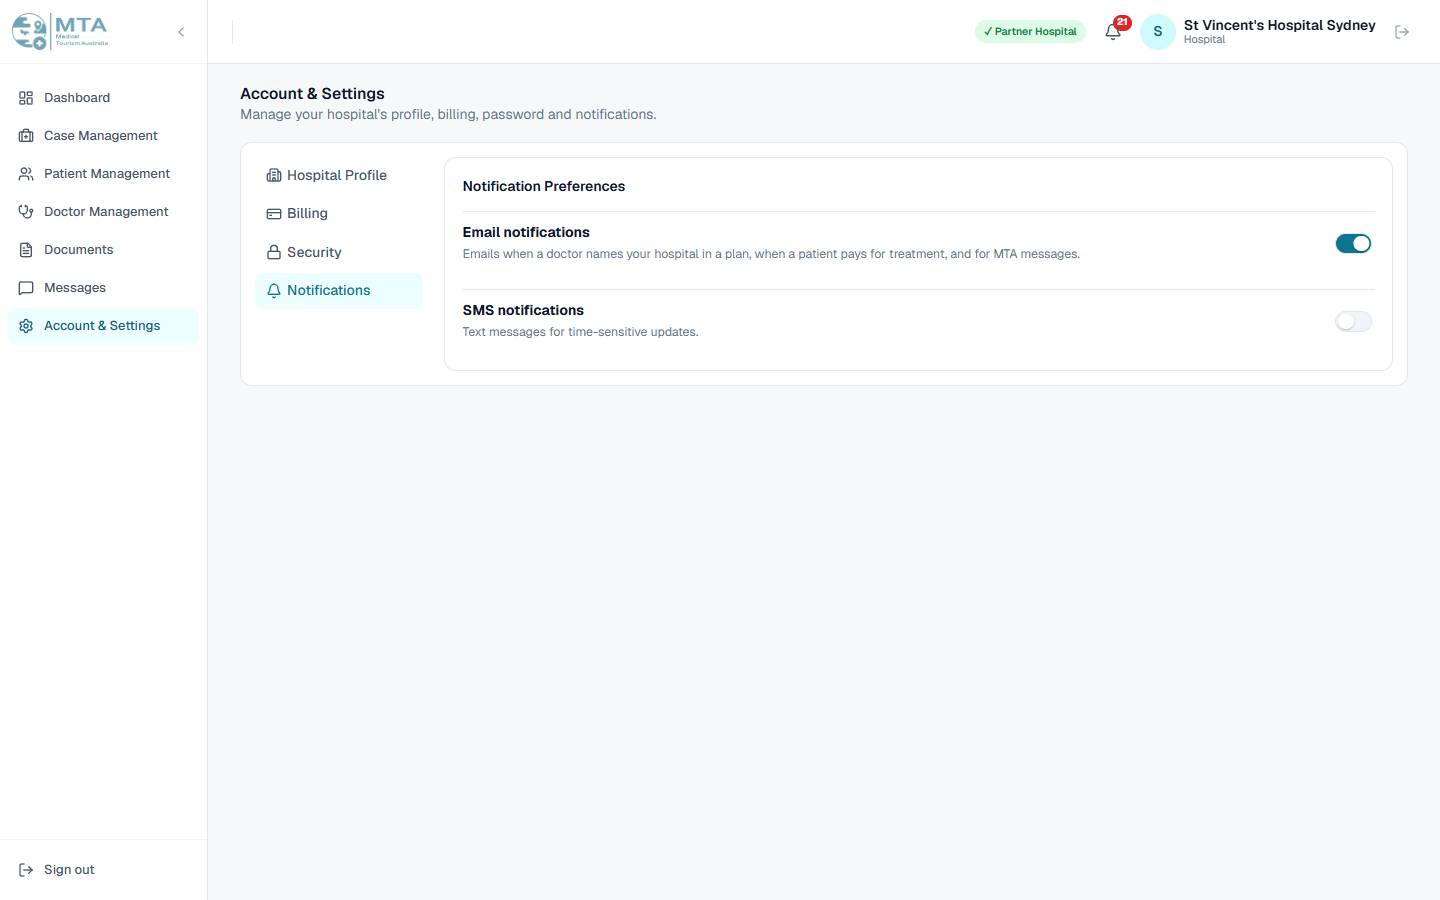 MTA
Medical
Tourism Australia
✓ Partner Hospital
21
S
St Vincent's Hospital Sydney
Hospital
Dashboard
Case Management
Patient Management
Doctor Management
Documents
Messages
Account & Settings
Sign out
Account & Settings
Manage your hospital's profile, billing, password and notifications.
Hospital Profile
Billing
Security
Notifications
Notification Preferences
Email notifications
Emails when a doctor names your hospital in a plan, when a patient pays for treatment, and for MTA messages.
SMS notifications
Text messages for time-sensitive updates.